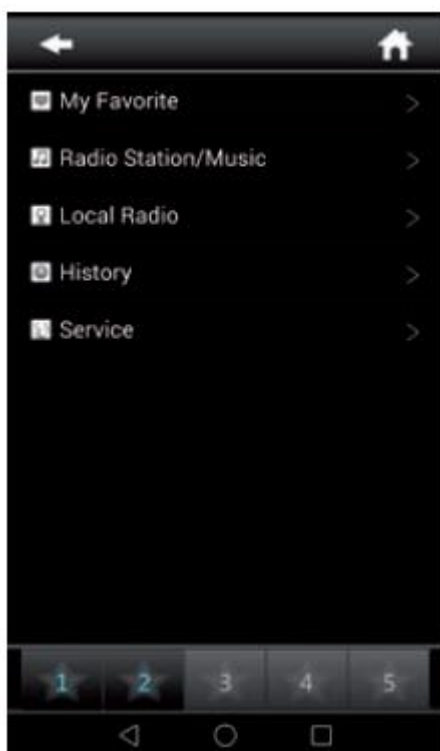 My Favorite
Radio Station/Music
Local Radio
History
Service
1 2 3 4 5